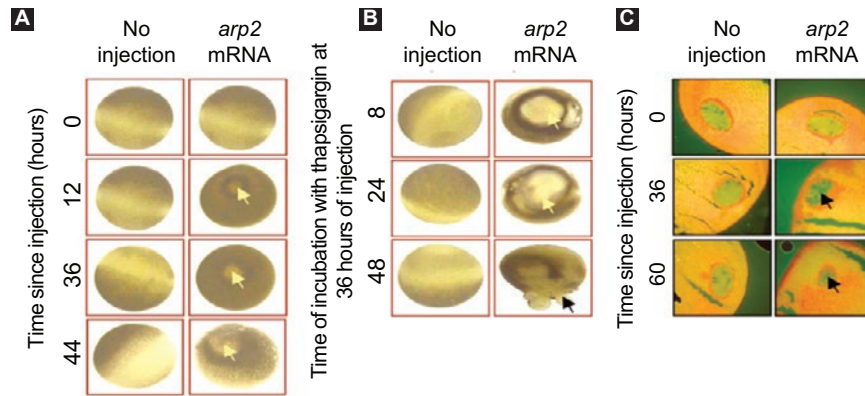 A
No
injection
arp2
mRNA
Time since injection (hours)
0
12
36
44
B
No
injection
arp2
mRNA
Time of incubation with thapsigargin at
36 hours of injection
8
24
48
C
No
injection
arp2
mRNA
Time since injection (hours)
0
36
60